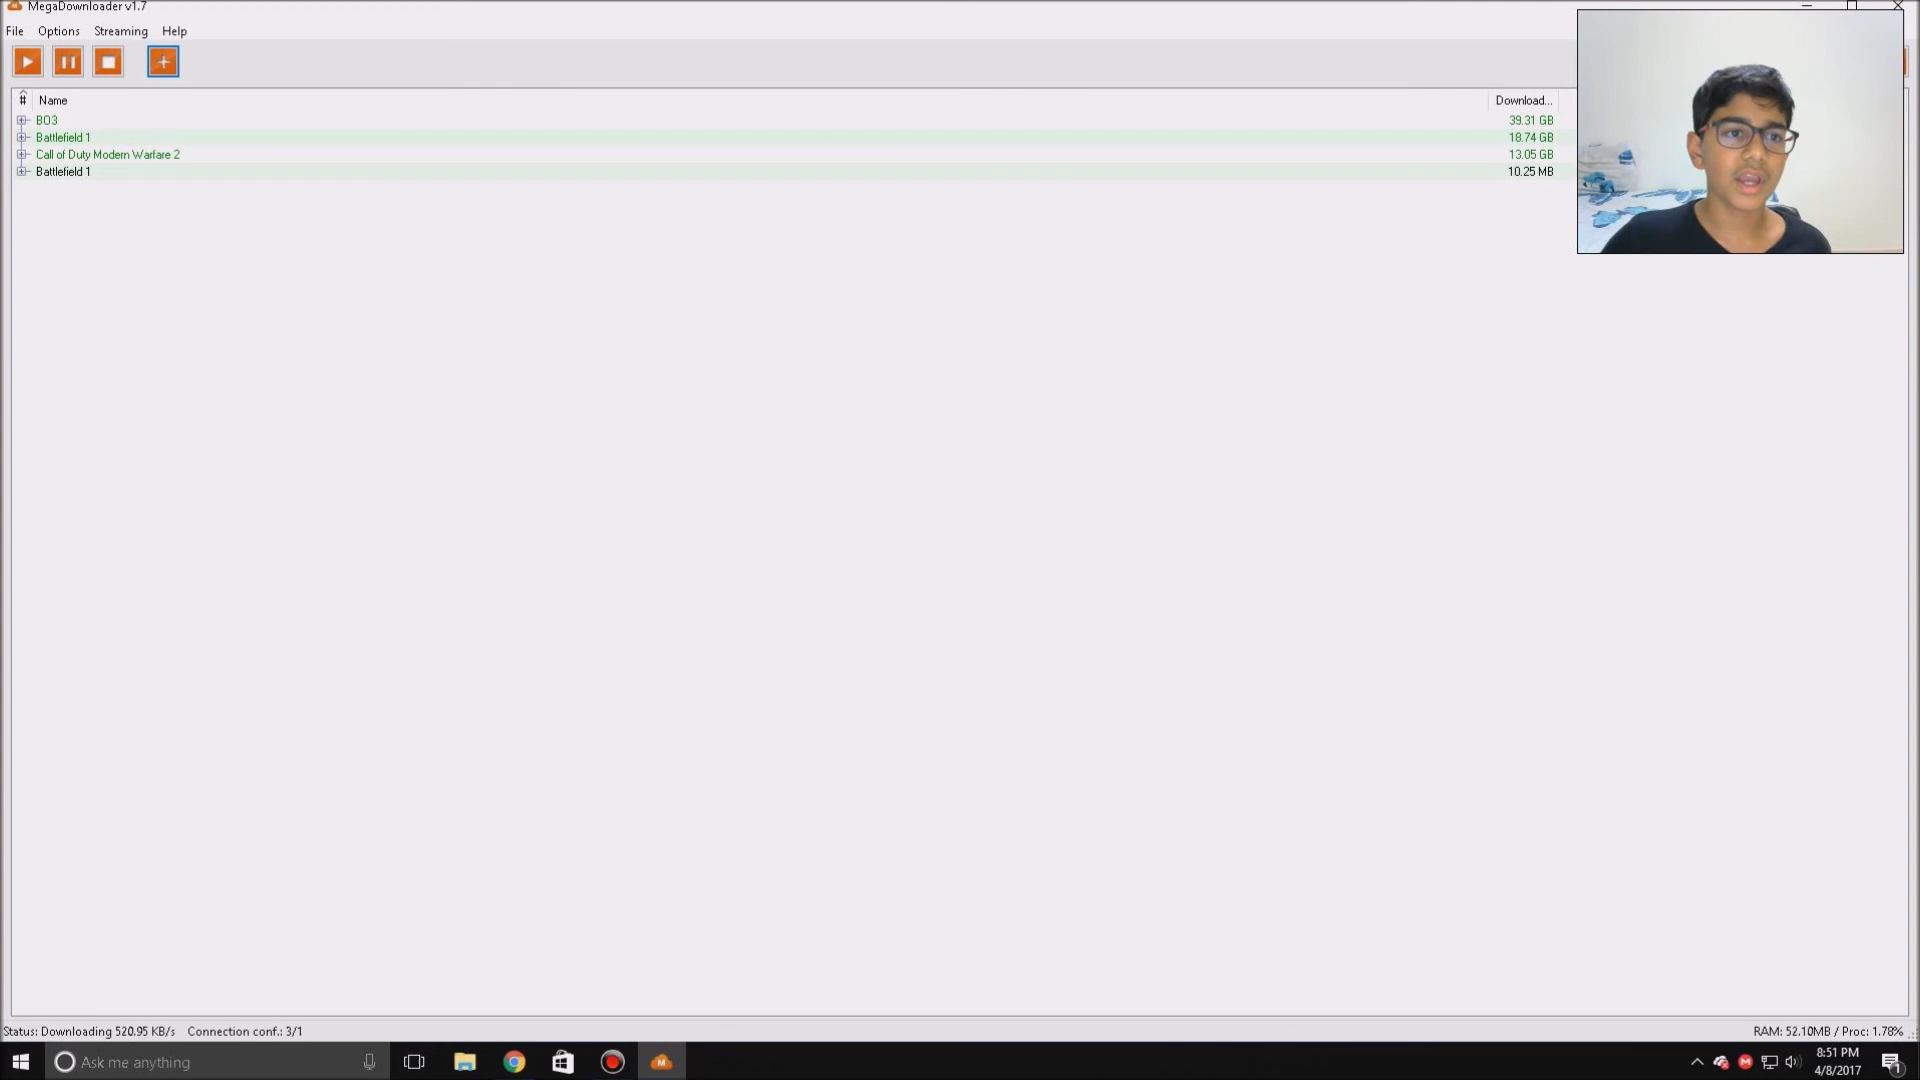 MegaDownloader v1.7
File Options Streaming Help
# Name Download...
BO3 39.31 GB
Battlefield 1 18.74 GB
Call of Duty Modern Warfare 2 13.05 GB
Battlefield 1 10.25 MB
Status: Downloading 520.95 KB/s Connection conf.: 3/1 RAM: 52.10MB / Proc: 1.78%
Ask me anything
8:51 PM
4/8/2017
1